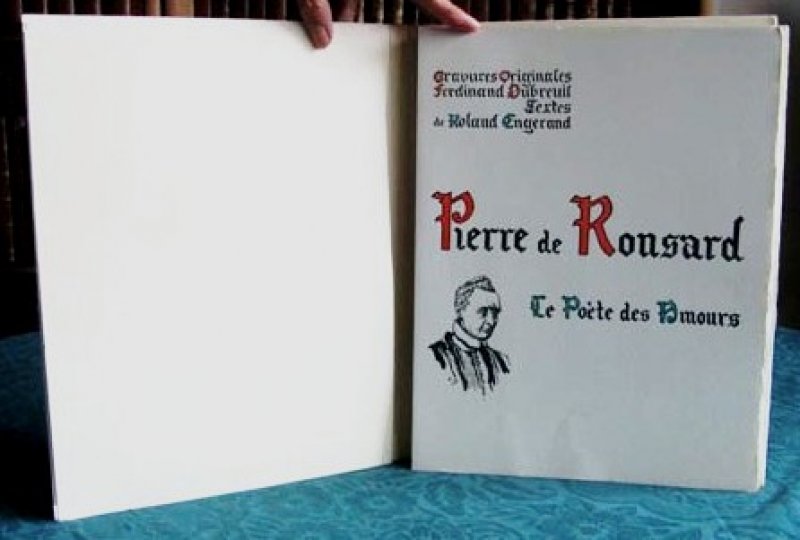 Gravures Originales
Ferdinand Dubreuil
Textes
de Roland Engerand
Pierre de Ronsard
Le Poète des Amours